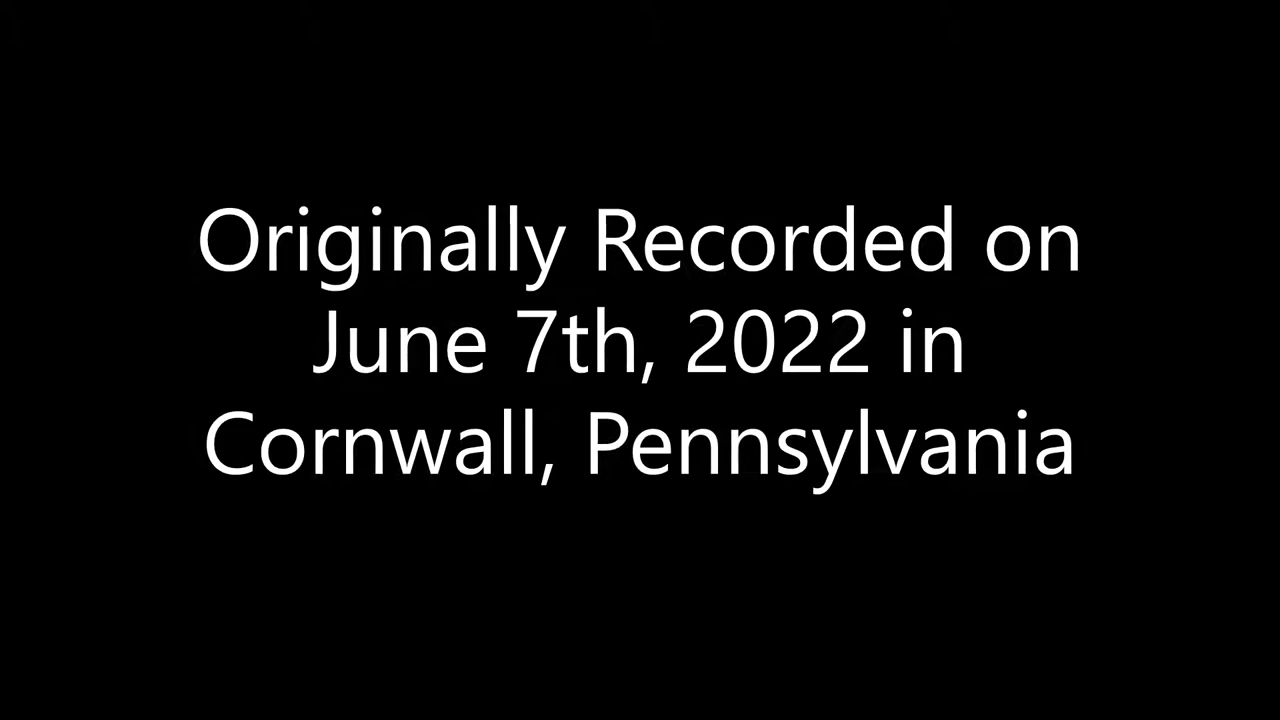 Originally Recorded on
June 7th, 2022 in
Cornwall, Pennsylvania